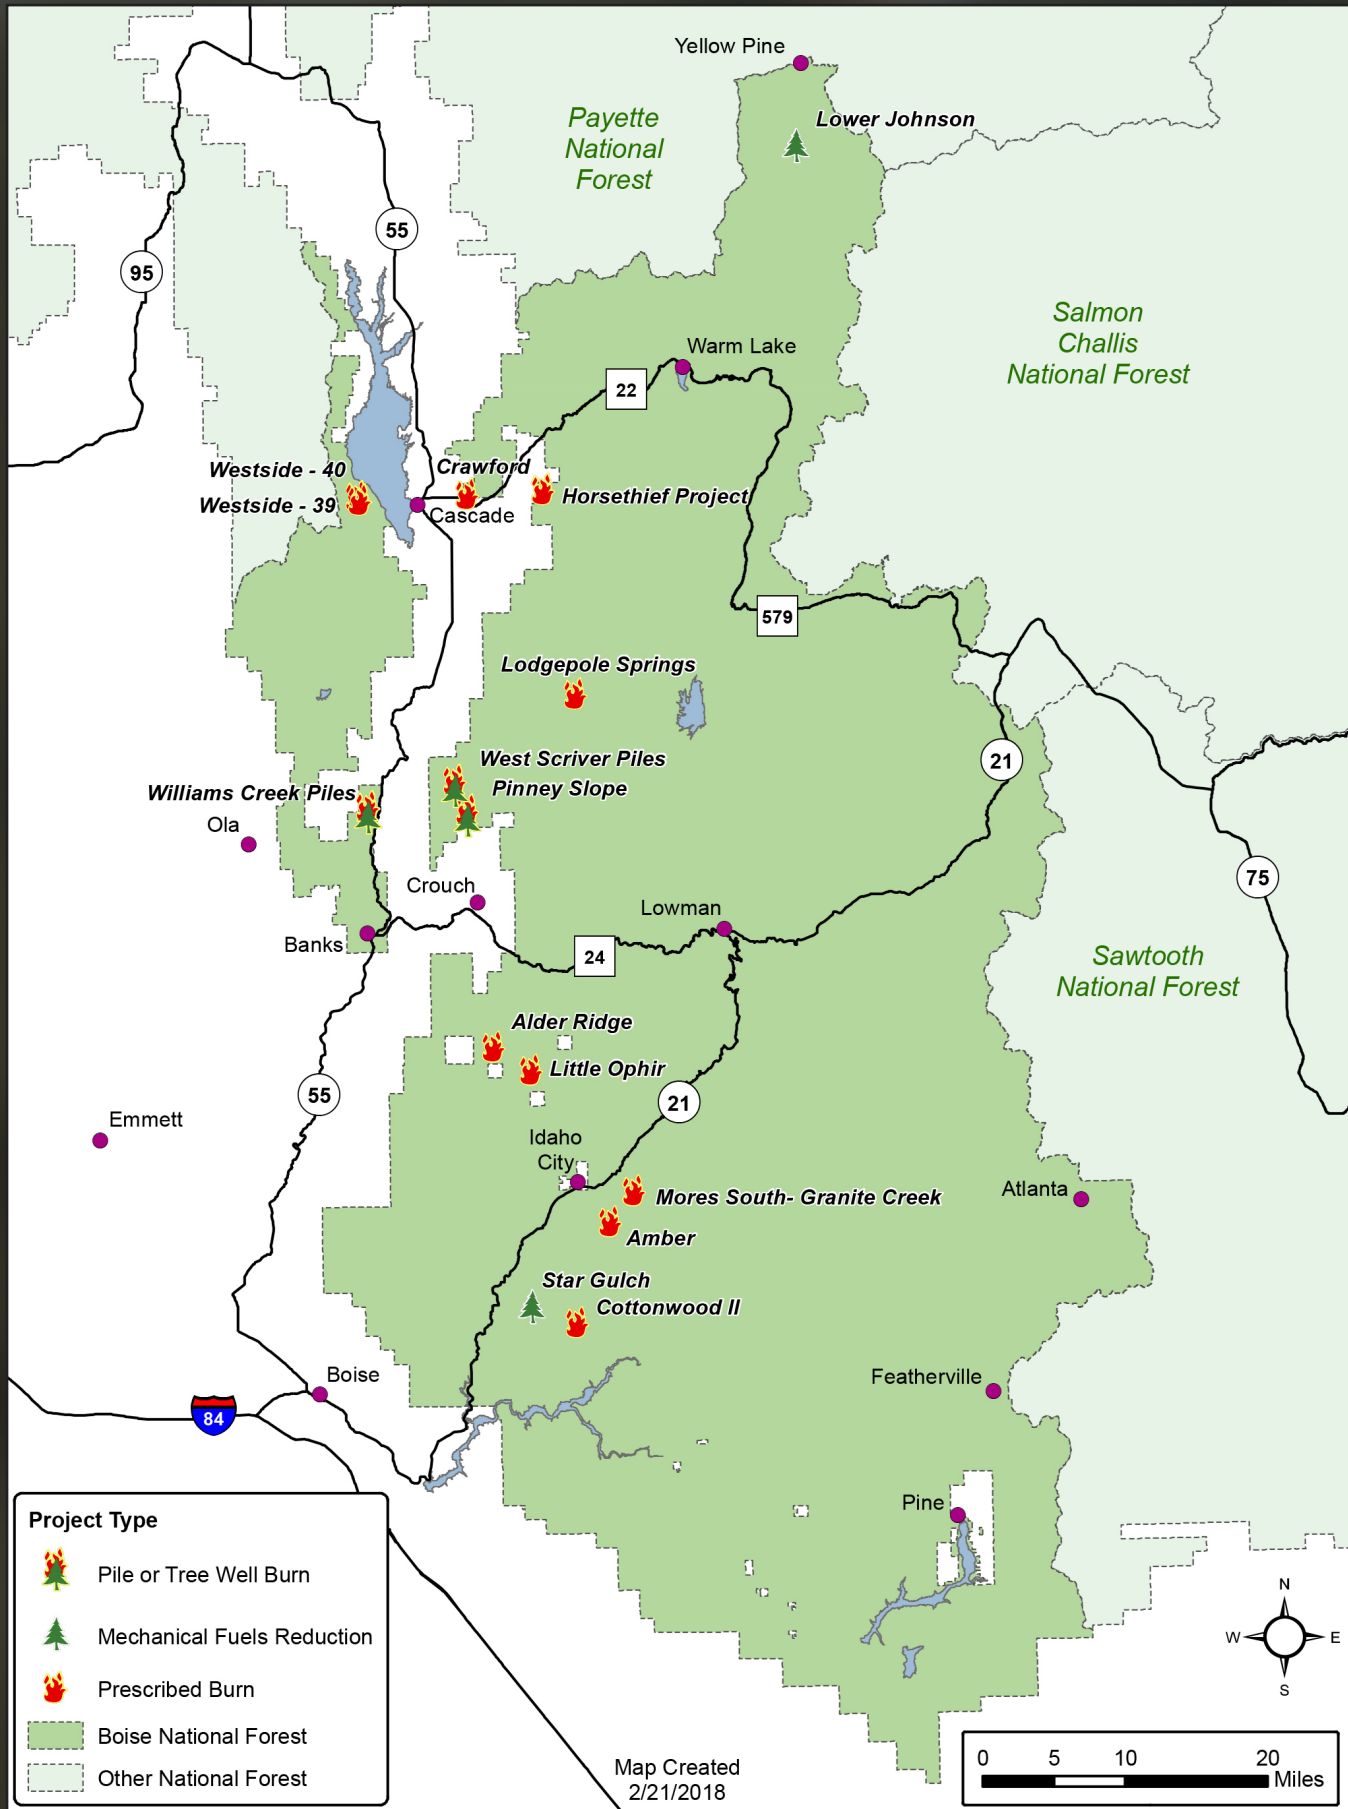 Yellow Pine
Lower Johnson
Payette
National
Forest
55
95
Salmon
Challis
National Forest
Warm Lake
22
Westside - 40
Crawford
Westside - 39
Horsethief Project
Cascade
579
Lodgepole Springs
21
West Scriver Piles
Pinney Slope
Williams Creek Piles
Ola
75
Crouch
Lowman
Banks
24
Sawtooth
National Forest
Alder Ridge
Little Ophir
55
21
Emmett
Idaho
City
Mores South- Granite Creek
Atlanta
Amber
Star Gulch
Cottonwood II
Boise
Featherville
84
Pine
Project Type
Pile or Tree Well Burn
Mechanical Fuels Reduction
Prescribed Burn
Boise National Forest
Other National Forest
Map Created
2/21/2018
N
W E
S
0 5 10 20
Miles